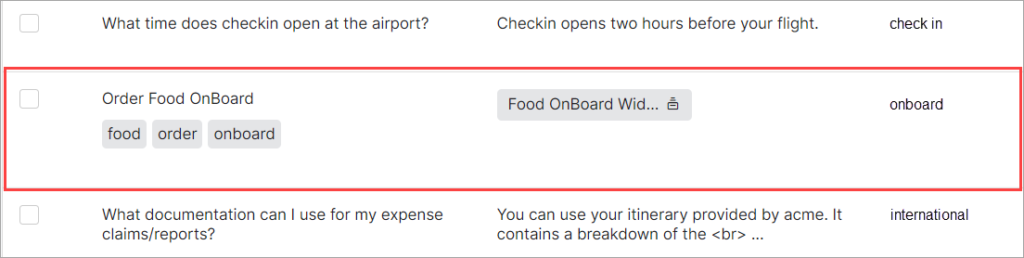 What time does checkin open at the airport? Checkin opens two hours before your flight. check in
Order Food OnBoard Food OnBoard Wid... onboard
food order onboard
What documentation can I use for my expense You can use your itinerary provided by acme. It international
claims/reports? contains a breakdown of the <br> ...